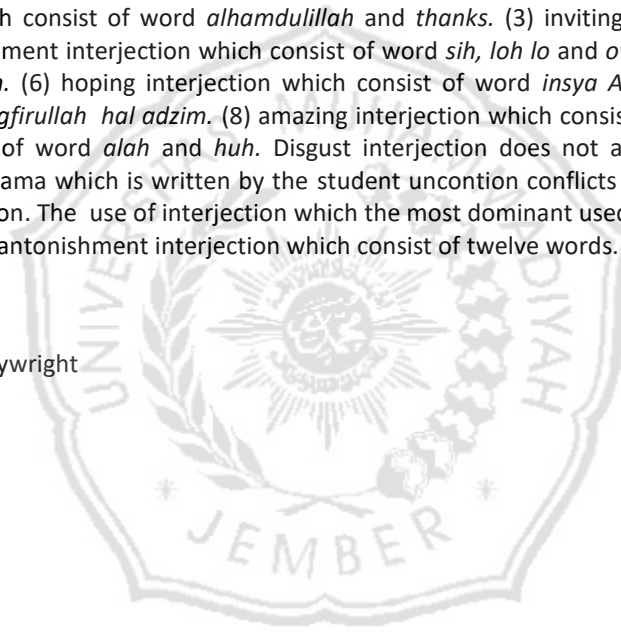 h consist of word alhamdulillah and thanks. (3) inviting
ment interjection which consist of word sih, loh lo and o
n. (6) hoping interjection which consist of word insya A
gfirullah hal adzim. (8) amazing interjection which consis
of word alah and huh. Disgust interjection does not a
ama which is written by the student uncontion conflicts
on. The use of interjection which the most dominant used
antonishment interjection which consist of twelve words.
ywright
UNIVERSITAS MUHAMMADIYAH
JEMBER